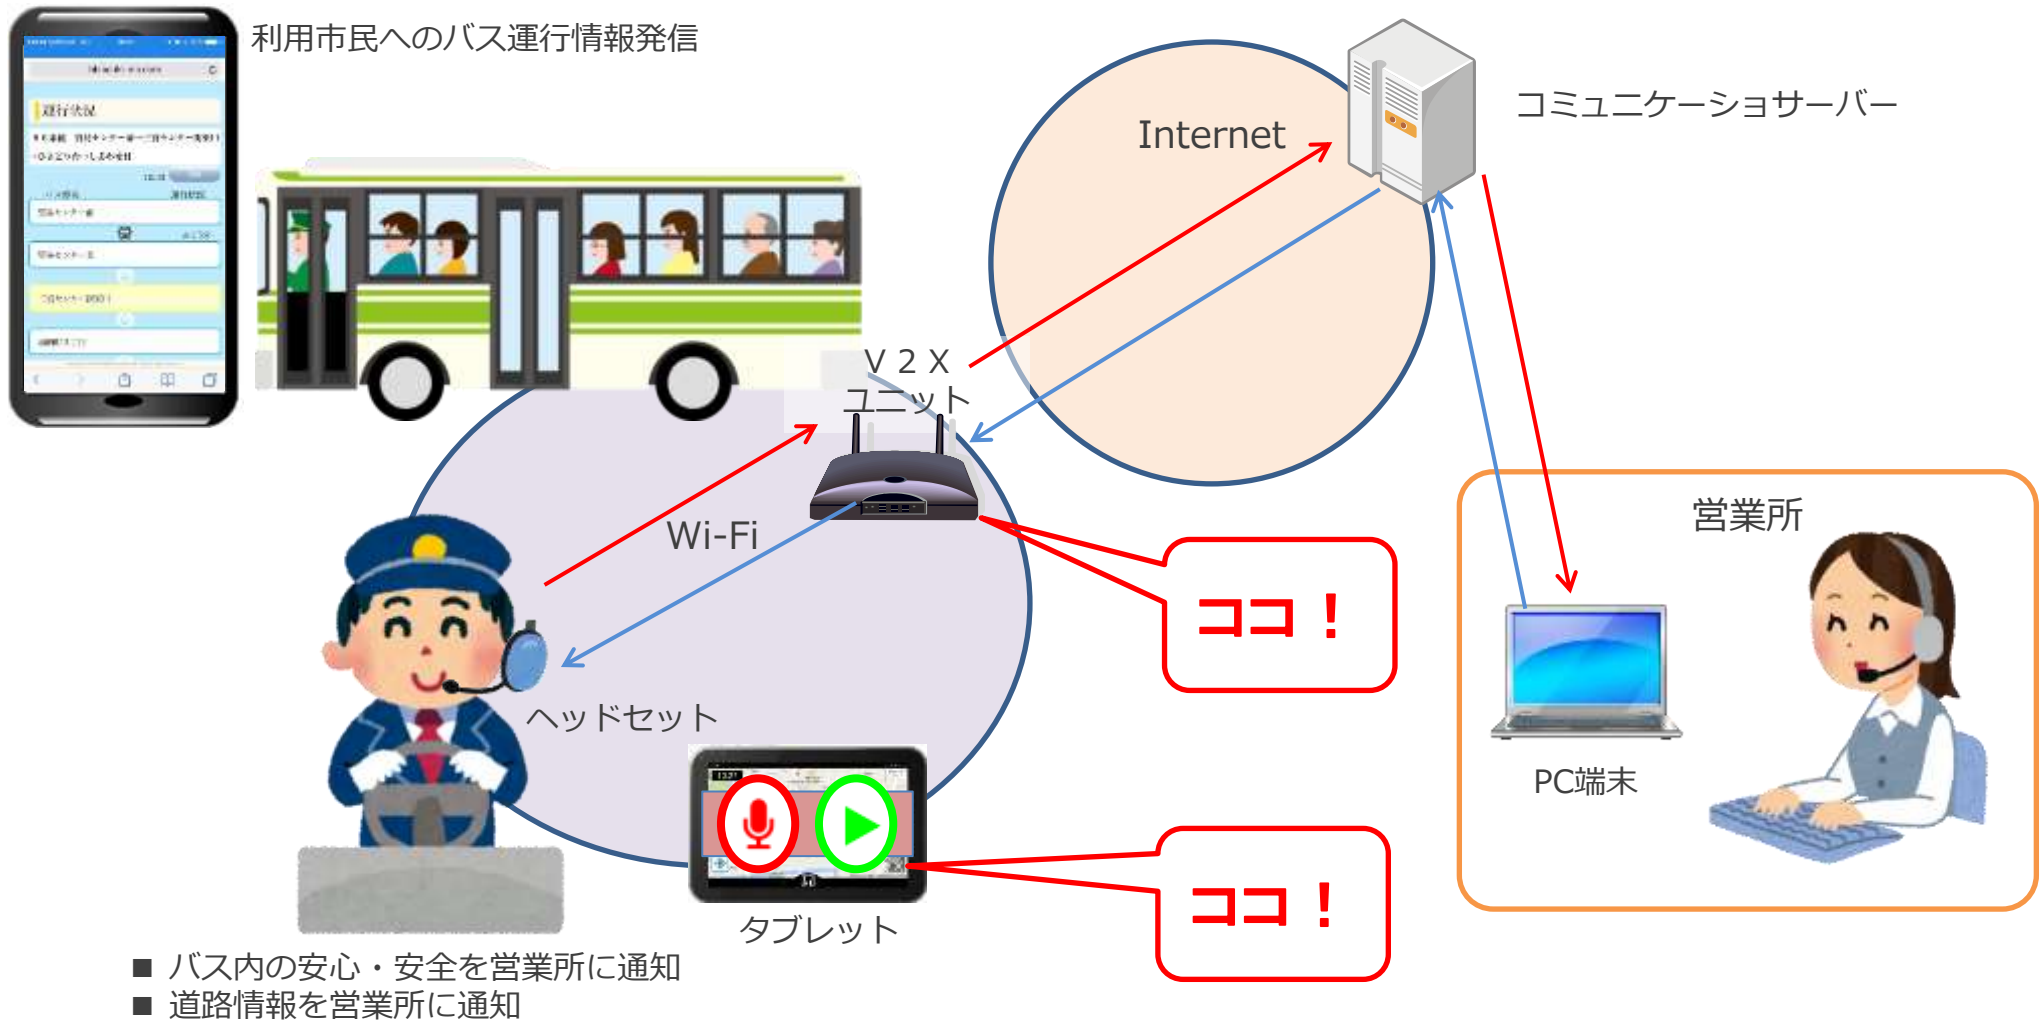 利用市民へのバス運行情報発信
運行状況
Internet
コミュニケーショサーバー
V2X
ユニット
Wi-Fi
ココ！
営業所
ヘッドセット
PC端末
ココ！
タブレット
■ バス内の安心・安全を営業所に通知
■ 道路情報を営業所に通知